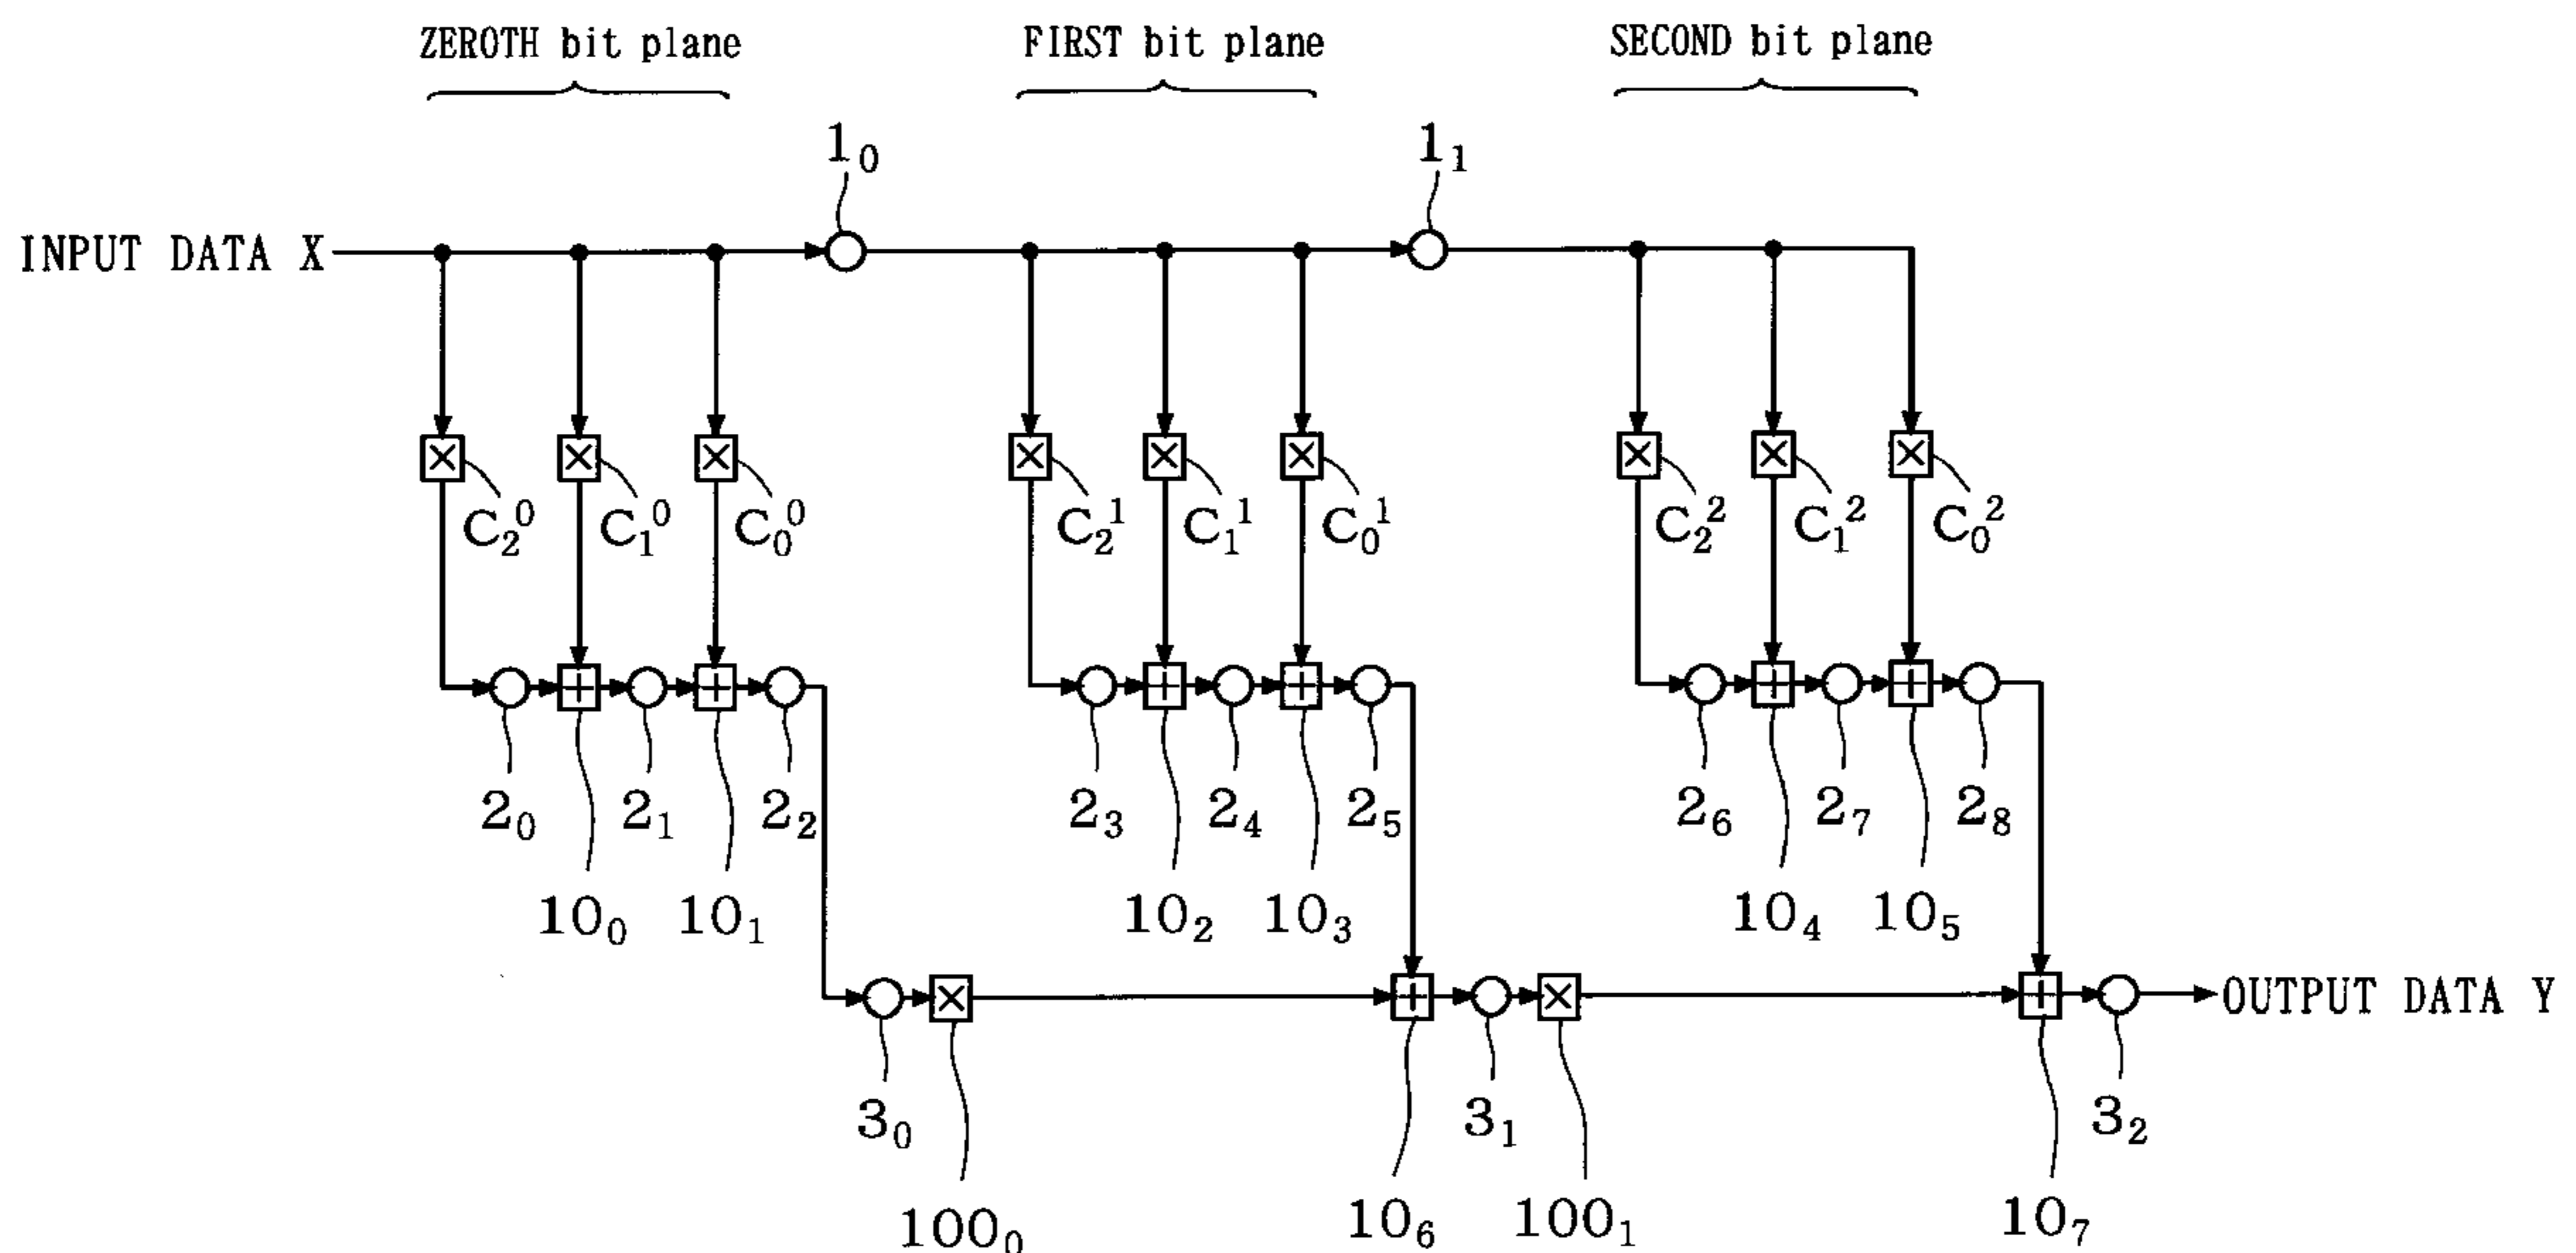 ZEROTH bit plane FIRST bit plane SECOND bit plane
1₀ 1₁
INPUT DATA X
C₂⁰ C₁⁰ C₀⁰ C₂¹ C₁¹ C₀¹ C₂² C₁² C₀²
2₀ 2₁ 2₂ 2₃ 2₄ 2₅ 2₆ 2₇ 2₈
10₀ 10₁ 10₂ 10₃ 10₄ 10₅
OUTPUT DATA Y
3₀ 3₁ 3₂
100₀ 10₆ 100₁ 10₇